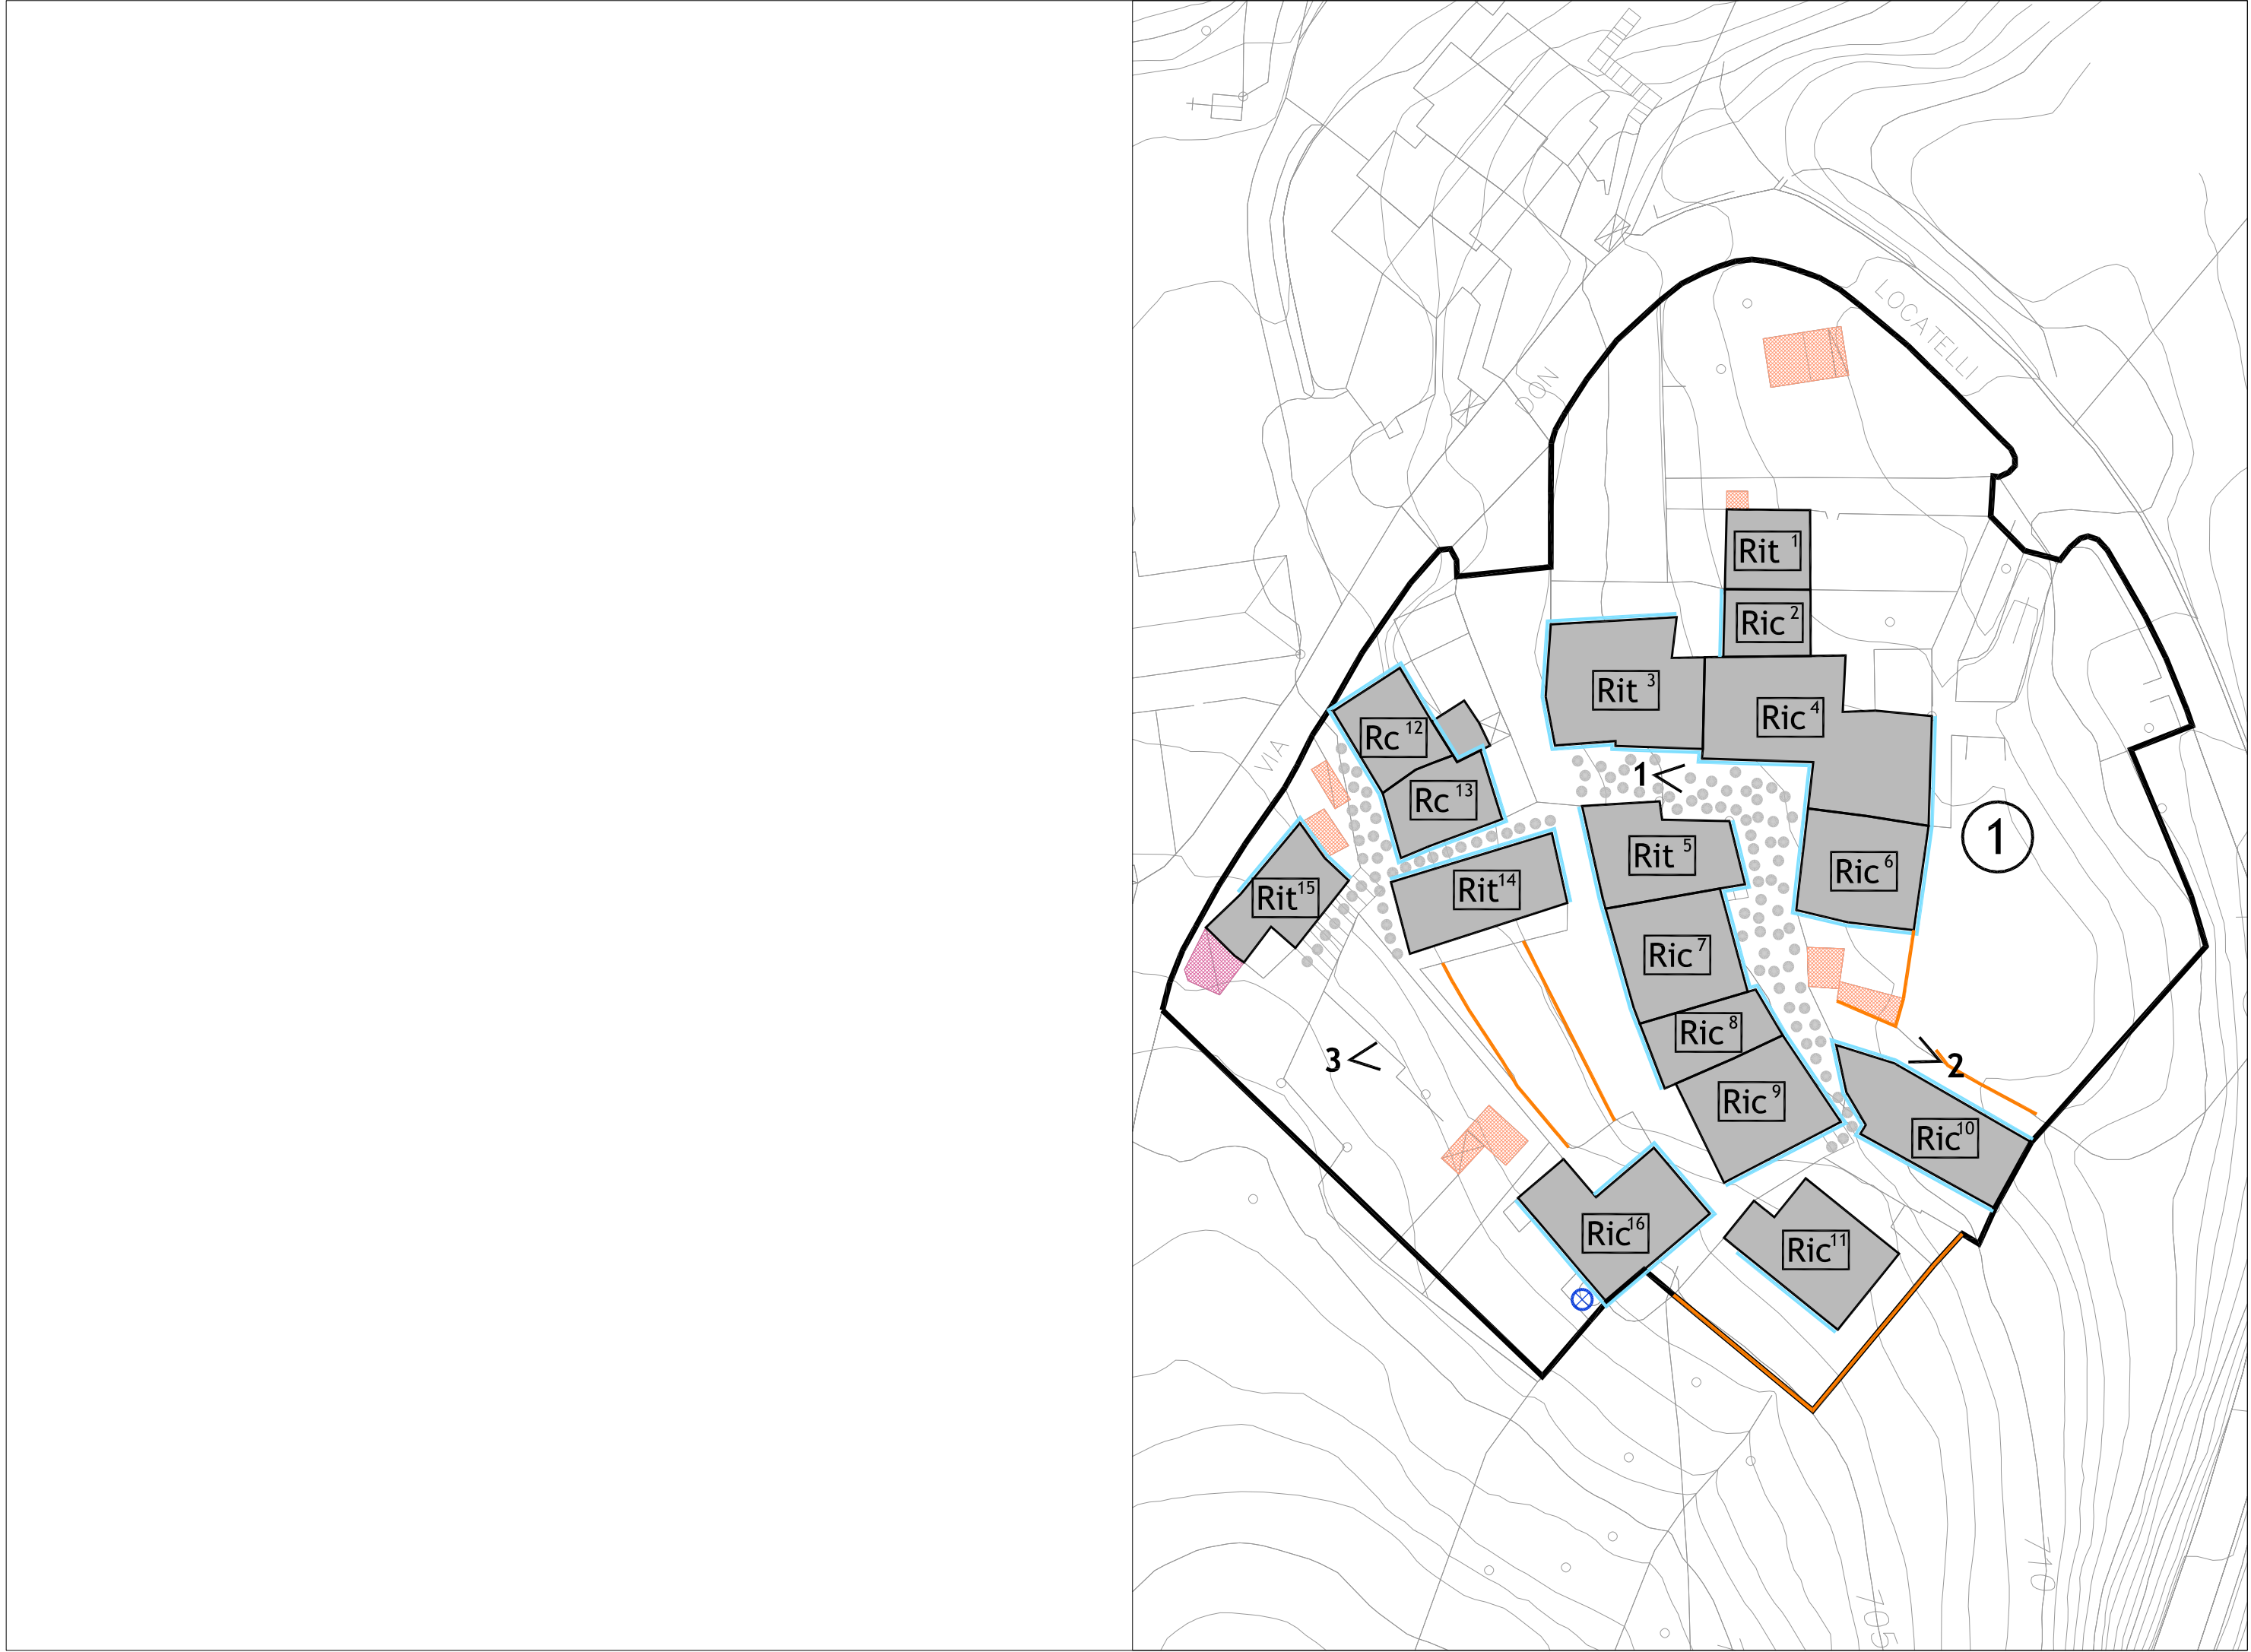 LOCATELLI
DON
VIA
Rit 1
Ric 2
Rit 3
Ric 4
Rc 12
Rc 13
1
1
Rit 5
Ric 6
Rit 15
Rit 14
Ric 7
Ric 8
3
2
Ric 9
Ric 10
Ric 16
Ric 11
710
705